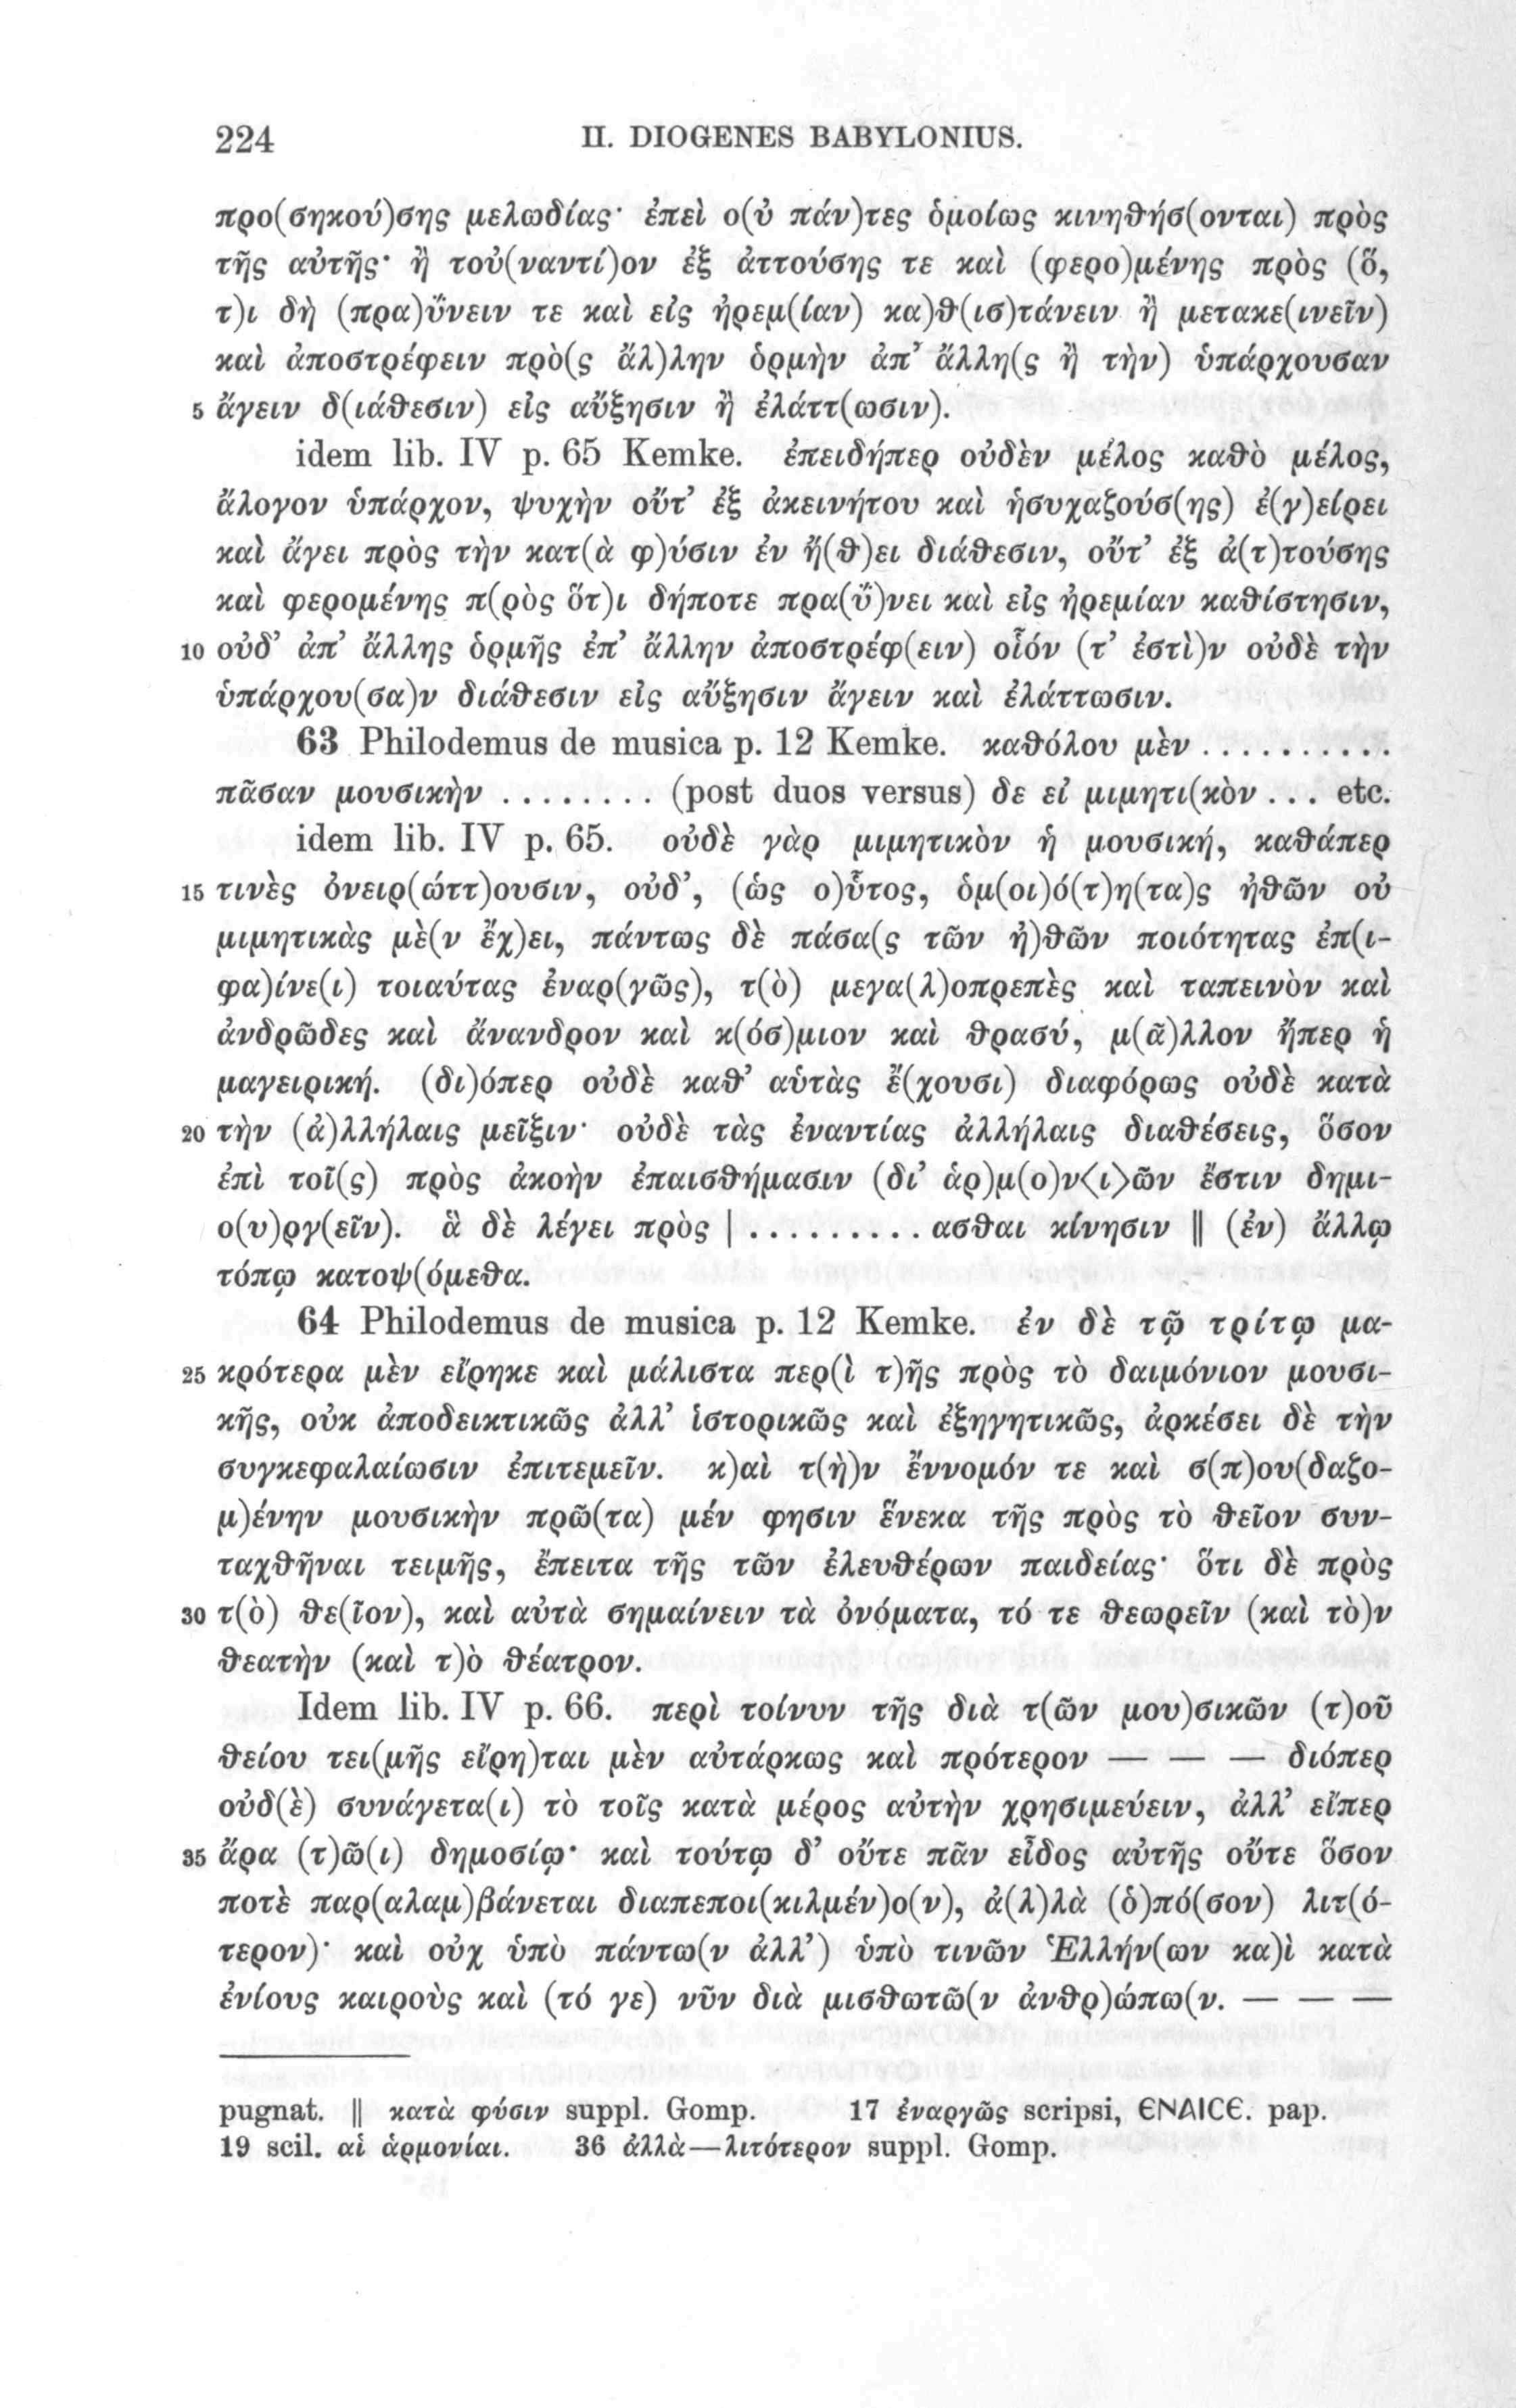 224 II. DIOGENES BABYLONIUS.
προ(σηκού)σης μελωδίας· ἐπεὶ ο(ὐ πάν)τες ὁμοίως κινηθήσ(ονται) πρὸς
τῆς αὐτῆς· ἢ τοὐ(ναντί)ον ἐξ ἀττούσης τε καὶ (φερο)μένης πρὸς (ὅ,
τ)ι δὴ (πρα)ΰνειν τε καὶ εἰς ἠρεμ(ίαν) κα)θ(ισ)τάνειν ἢ μετακε(ινεῖν)
καὶ ἀποστρέφειν πρὸ(ς ἄλ)λην ὁρμὴν ἀπ’ ἄλλη(ς ἢ τὴν) ὑπάρχουσαν
5 ἄγειν δ(ιάθεσιν) εἰς αὔξησιν ἢ ἐλάττ(ωσιν).
idem lib. IV p. 65 Kemke. ἐπειδήπερ οὐδὲν μέλος καθὸ μέλος,
ἄλογον ὑπάρχον, ψυχὴν οὔτ’ ἐξ ἀκεινήτου καὶ ἡσυχαζούσ(ης) ἐ(γ)είρει
καὶ ἄγει πρὸς τὴν κατ(ὰ φ)ύσιν ἐν ἤ(θ)ει διάθεσιν, οὔτ’ ἐξ ἀ(τ)τούσης
καὶ φερομένης π(ρὸς ὅτ)ι δήποτε πρα(ΰ)νει καὶ εἰς ἠρεμίαν καθίστησιν,
10 οὐδ’ ἀπ’ ἄλλης ὁρμῆς ἐπ’ ἄλλην ἀποστρέφ(ειν) οἷόν (τ’ ἐστὶ)ν οὐδὲ τὴν
ὑπάρχου(σα)ν διάθεσιν εἰς αὔξησιν ἄγειν καὶ ἐλάττωσιν.
63 Philodemus de musica p. 12 Kemke. καθόλου μὲν . . . . . . . . . .
πᾶσαν μουσικὴν . . . . . . . . (post duos versus) δε εἰ μιμητι(κὸν . . . etc.
idem lib. IV p. 65. οὐδὲ γὰρ μιμητικὸν ἡ μουσική, καθάπερ
15 τινὲς ὀνειρ(ώττ)ουσιν, οὐδ’, (ὡς ο)ὗτος, ὁμ(οι)ό(τ)η(τα)ς ἠθῶν οὐ
μιμητικὰς μὲ(ν ἔχ)ει, πάντως δὲ πάσα(ς τῶν ἠ)θῶν ποιότητας ἐπ(ι-
φα)ίνε(ι) τοιαύτας ἐναρ(γῶς), τ(ὸ) μεγα(λ)οπρεπὲς καὶ ταπεινὸν καὶ
ἀνδρῶδες καὶ ἄνανδρον καὶ κ(όσ)μιον καὶ θρασύ, μ(ᾶ)λλον ἤπερ ἡ
μαγειρική. (δι)όπερ οὐδὲ καθ’ αὑτὰς ἔ(χουσι) διαφόρως οὐδὲ κατὰ
20 τὴν (ἀ)λλήλαις μεῖξιν· οὐδὲ τὰς ἐναντίας ἀλλήλαις διαθέσεις, ὅσον
ἐπὶ τοῖ(ς) πρὸς ἀκοὴν ἐπαισθήμασιν (δι’ ἁρ)μ(ο)ν<ι>ῶν ἔστιν δημι-
ο(υ)ργ(εῖν). ἃ δὲ λέγει πρὸς | . . . . . . . . . ασθαι κίνησιν || (ἐν) ἄλλῳ
τόπῳ κατοψ(όμεθα.
64 Philodemus de musica p. 12 Kemke. ἐν δὲ τῷ τρίτῳ μα-
25 κρότερα μὲν εἴρηκε καὶ μάλιστα περ(ὶ τ)ῆς πρὸς τὸ δαιμόνιον μουσι-
κῆς, οὐκ ἀποδεικτικῶς ἀλλ’ ἱστορικῶς καὶ ἐξηγητικῶς, ἀρκέσει δὲ τὴν
συγκεφαλαίωσιν ἐπιτεμεῖν. κ)αὶ τ(ὴ)ν ἔννομόν τε καὶ σ(π)ου(δαζο-
μ)ένην μουσικὴν πρῶ(τα) μέν φησιν ἕνεκα τῆς πρὸς τὸ θεῖον συν-
ταχθῆναι τειμῆς, ἔπειτα τῆς τῶν ἐλευθέρων παιδείας· ὅτι δὲ πρὸς
30 τ(ὸ) θε(ῖον), καὶ αὐτὰ σημαίνειν τὰ ὀνόματα, τό τε θεωρεῖν (καὶ τὸ)ν
θεατὴν (καὶ τ)ὸ θέατρον.
Idem lib. IV p. 66. περὶ τοίνυν τῆς διὰ τ(ῶν μου)σικῶν (τ)οῦ
θείου τει(μῆς εἴρη)ται μὲν αὐτάρκως καὶ πρότερον — — — διόπερ
οὐδ(ὲ) συνάγετα(ι) τὸ τοῖς κατὰ μέρος αὐτὴν χρησιμεύειν, ἀλλ’ εἴπερ
35 ἄρα (τ)ῶ(ι) δημοσίῳ· καὶ τούτῳ δ’ οὔτε πᾶν εἶδος αὐτῆς οὔτε ὅσον
ποτὲ παρ(αλαμ)βάνεται διαπεποι(κιλμέν)ο(ν), ἀ(λ)λὰ (ὁ)πό(σον) λιτ(ό-
τερον)· καὶ οὐχ ὑπὸ πάντω(ν ἀλλ’) ὑπὸ τινῶν Ἑλλήν(ων κα)ὶ κατὰ
ἐνίους καιροὺς καὶ (τό γε) νῦν διὰ μισθωτῶ(ν ἀνθρ)ώπω(ν. — — —
pugnat. || κατὰ φύσιν suppl. Gomp. 17 ἐναργῶς scripsi, ЄΝΑΙCЄ. pap.
19 scil. αἱ ἁρμονίαι. 36 ἀλλὰ—λιτότερον suppl. Gomp.